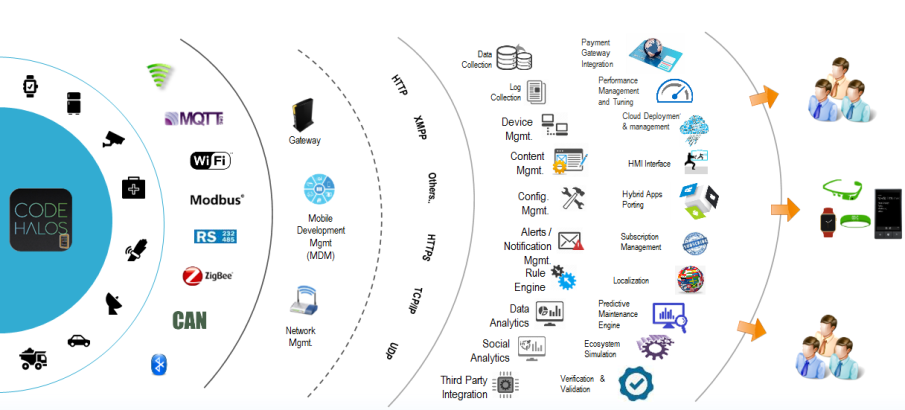 CODE
HALOS
MQTT
WiFi
Modbus®
RS 232
485
ZigBee®
CAN
Gateway
Mobile
Development
Mgmt
(MDM)
Network
Mgmt.
HTTP
XMPP
Others.,
HTTPS
TCP/IP
UDP
Data
Collection
Log
Collection
Device
Mgmt.
Content
Mgmt.
Config.
Mgmt.
Alerts /
Notification
Mgmt.
Rule
Engine
Data
Analytics
Social
Analytics
Third Party
Integration
Payment
Gateway
Integration
Performance
Management
and Tuning
Cloud Deploymen
& management
HMI Interface
Hybrid Apps
Porting
Subscription
Management
SUBSCRIBE
Localization
Predictive
Maintenance
Engine
Ecosystem
Simulation
Verification &
Validation